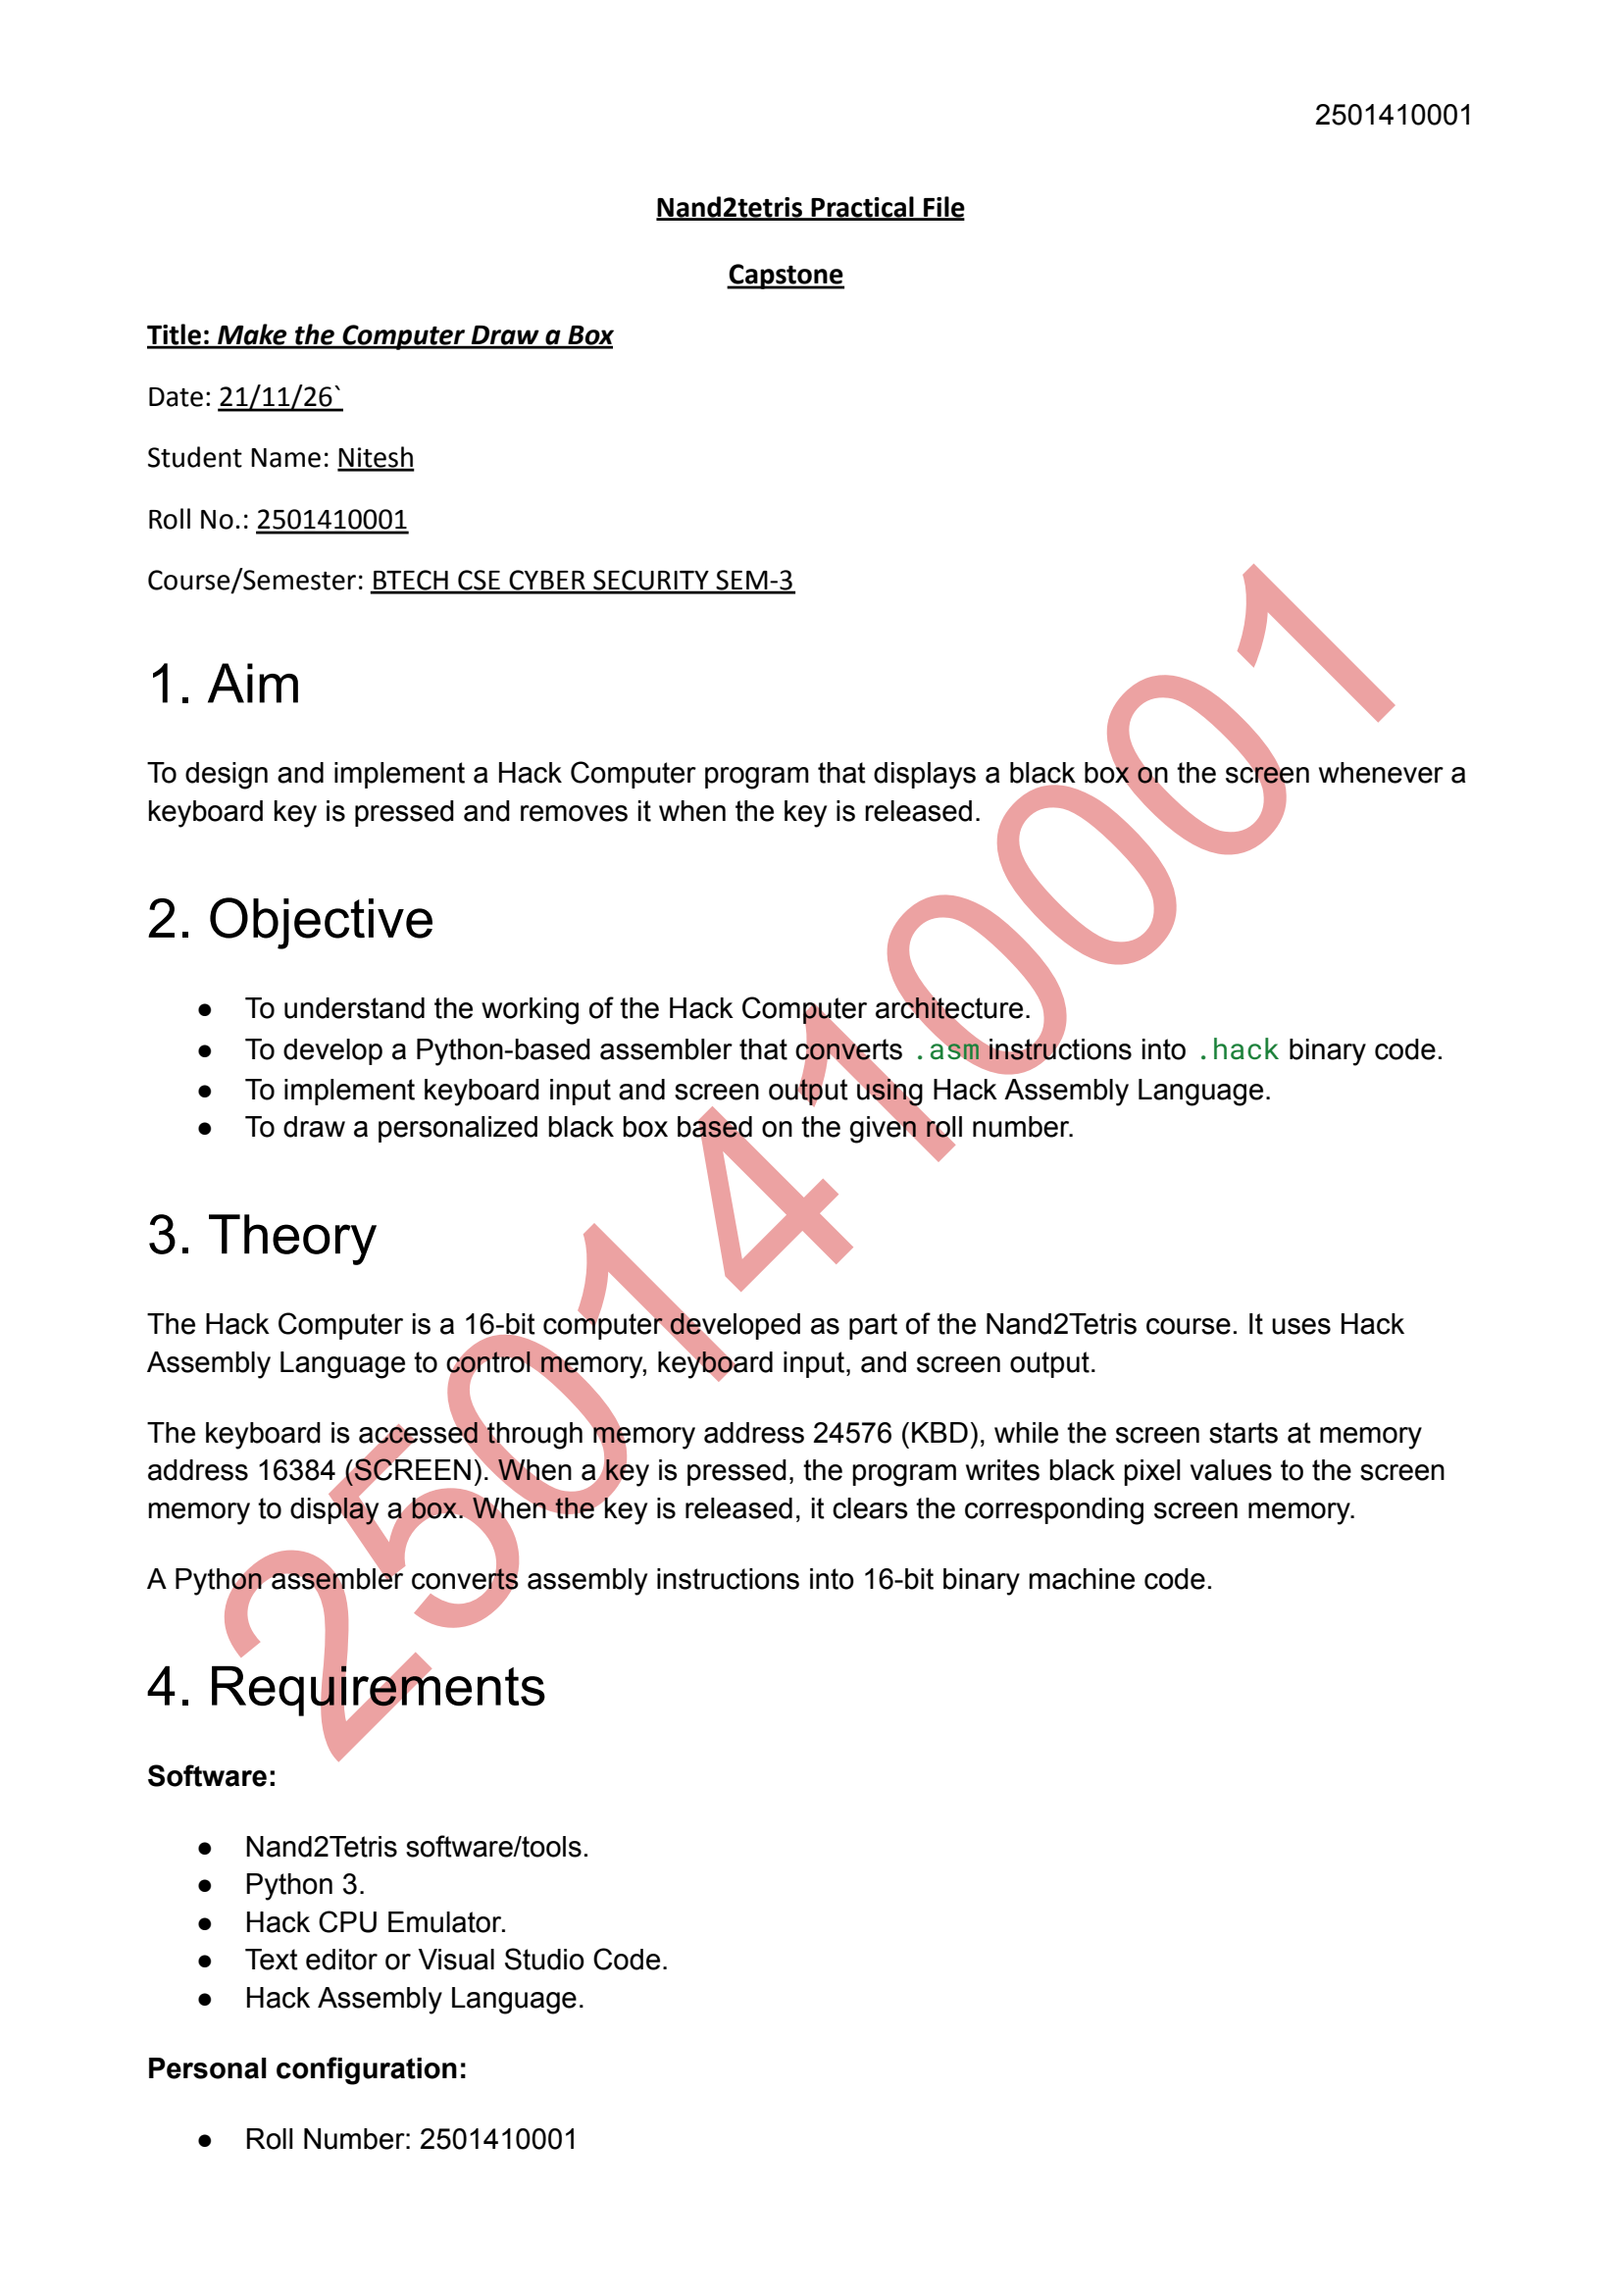 2501410001
Nand2tetris Practical File
Capstone
Title: Make the Computer Draw a Box
Date: 21/11/26`
Student Name: Nitesh
Roll No.: 2501410001
Course/Semester: BTECH CSE CYBER SECURITY SEM-3
1. Aim
To design and implement a Hack Computer program that displays a black box on the screen whenever a
keyboard key is pressed and removes it when the key is released.
2. Objective
● To understand the working of the Hack Computer architecture.
● To develop a Python-based assembler that converts .asm instructions into .hack binary code.
● To implement keyboard input and screen output using Hack Assembly Language.
● To draw a personalized black box based on the given roll number.
3. Theory
The Hack Computer is a 16-bit computer developed as part of the Nand2Tetris course. It uses Hack
Assembly Language to control memory, keyboard input, and screen output.
The keyboard is accessed through memory address 24576 (KBD), while the screen starts at memory
address 16384 (SCREEN). When a key is pressed, the program writes black pixel values to the screen
memory to display a box. When the key is released, it clears the corresponding screen memory.
A Python assembler converts assembly instructions into 16-bit binary machine code.
4. Requirements
Software:
● Nand2Tetris software/tools.
● Python 3.
● Hack CPU Emulator.
● Text editor or Visual Studio Code.
● Hack Assembly Language.
Personal configuration:
● Roll Number: 2501410001
2501410001